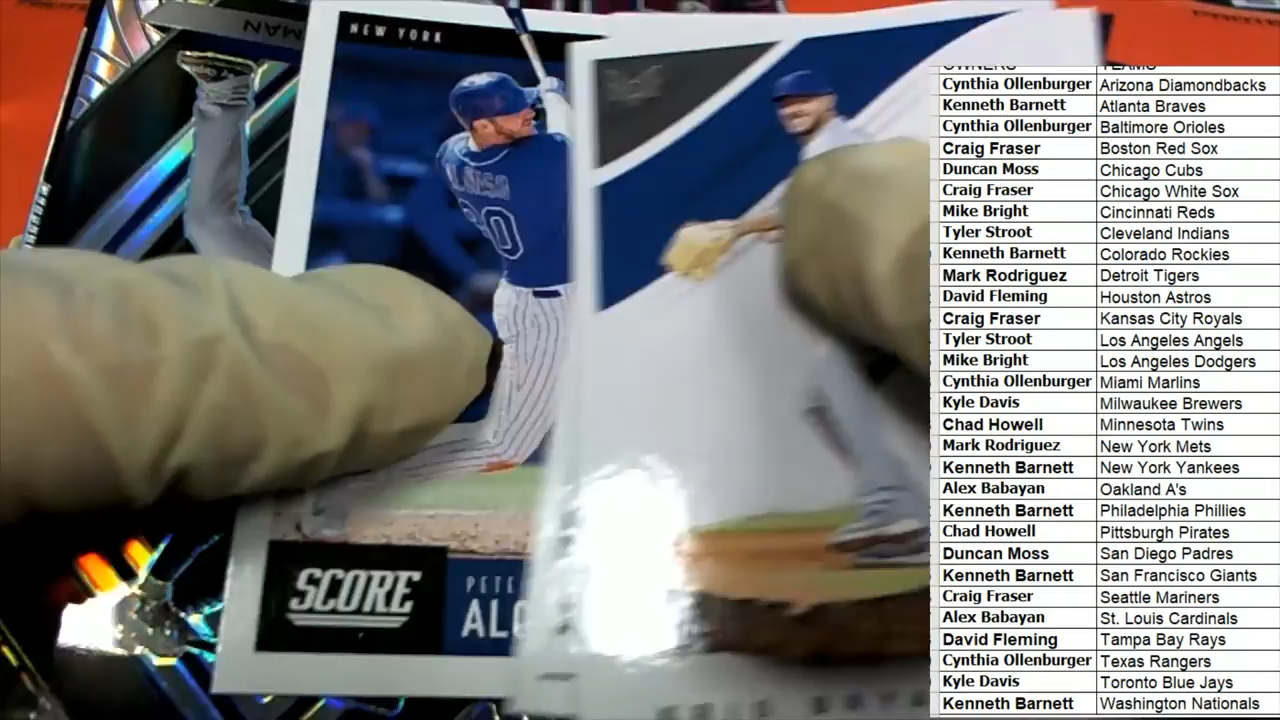 NEW YORK
ALONSO
20
SCORE
PETE
ALO
OWNERS TEAMS
Cynthia Ollenburger Arizona Diamondbacks
Kenneth Barnett Atlanta Braves
Cynthia Ollenburger Baltimore Orioles
Craig Fraser Boston Red Sox
Duncan Moss Chicago Cubs
Craig Fraser Chicago White Sox
Mike Bright Cincinnati Reds
Tyler Stroot Cleveland Indians
Kenneth Barnett Colorado Rockies
Mark Rodriguez Detroit Tigers
David Fleming Houston Astros
Craig Fraser Kansas City Royals
Tyler Stroot Los Angeles Angels
Mike Bright Los Angeles Dodgers
Cynthia Ollenburger Miami Marlins
Kyle Davis Milwaukee Brewers
Chad Howell Minnesota Twins
Mark Rodriguez New York Mets
Kenneth Barnett New York Yankees
Alex Babayan Oakland A's
Kenneth Barnett Philadelphia Phillies
Chad Howell Pittsburgh Pirates
Duncan Moss San Diego Padres
Kenneth Barnett San Francisco Giants
Craig Fraser Seattle Mariners
Alex Babayan St. Louis Cardinals
David Fleming Tampa Bay Rays
Cynthia Ollenburger Texas Rangers
Kyle Davis Toronto Blue Jays
Kenneth Barnett Washington Nationals